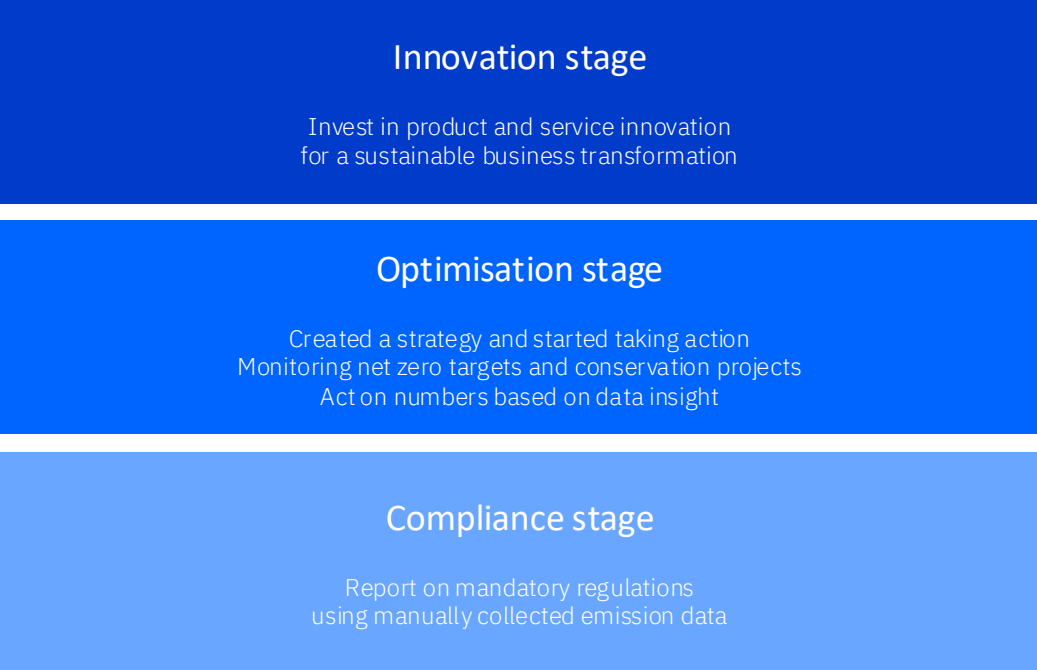 Innovation stage
Invest in product and service innovation
for a sustainable business transformation
Optimisation stage
Created a strategy and started taking action
Monitoring net zero targets and conservation projects
Act on numbers based on data insight
Compliance stage
Report on mandatory regulations
using manually collected emission data